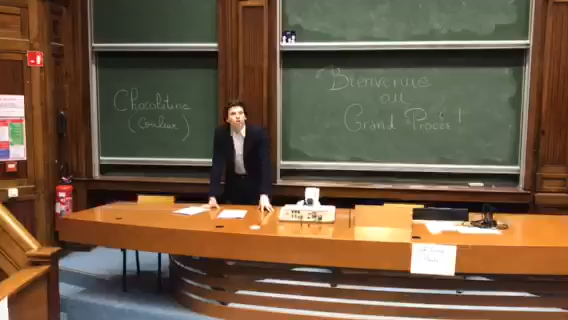 Chocolatine
(couleur)
Bienvenue
au
Grand Procès !